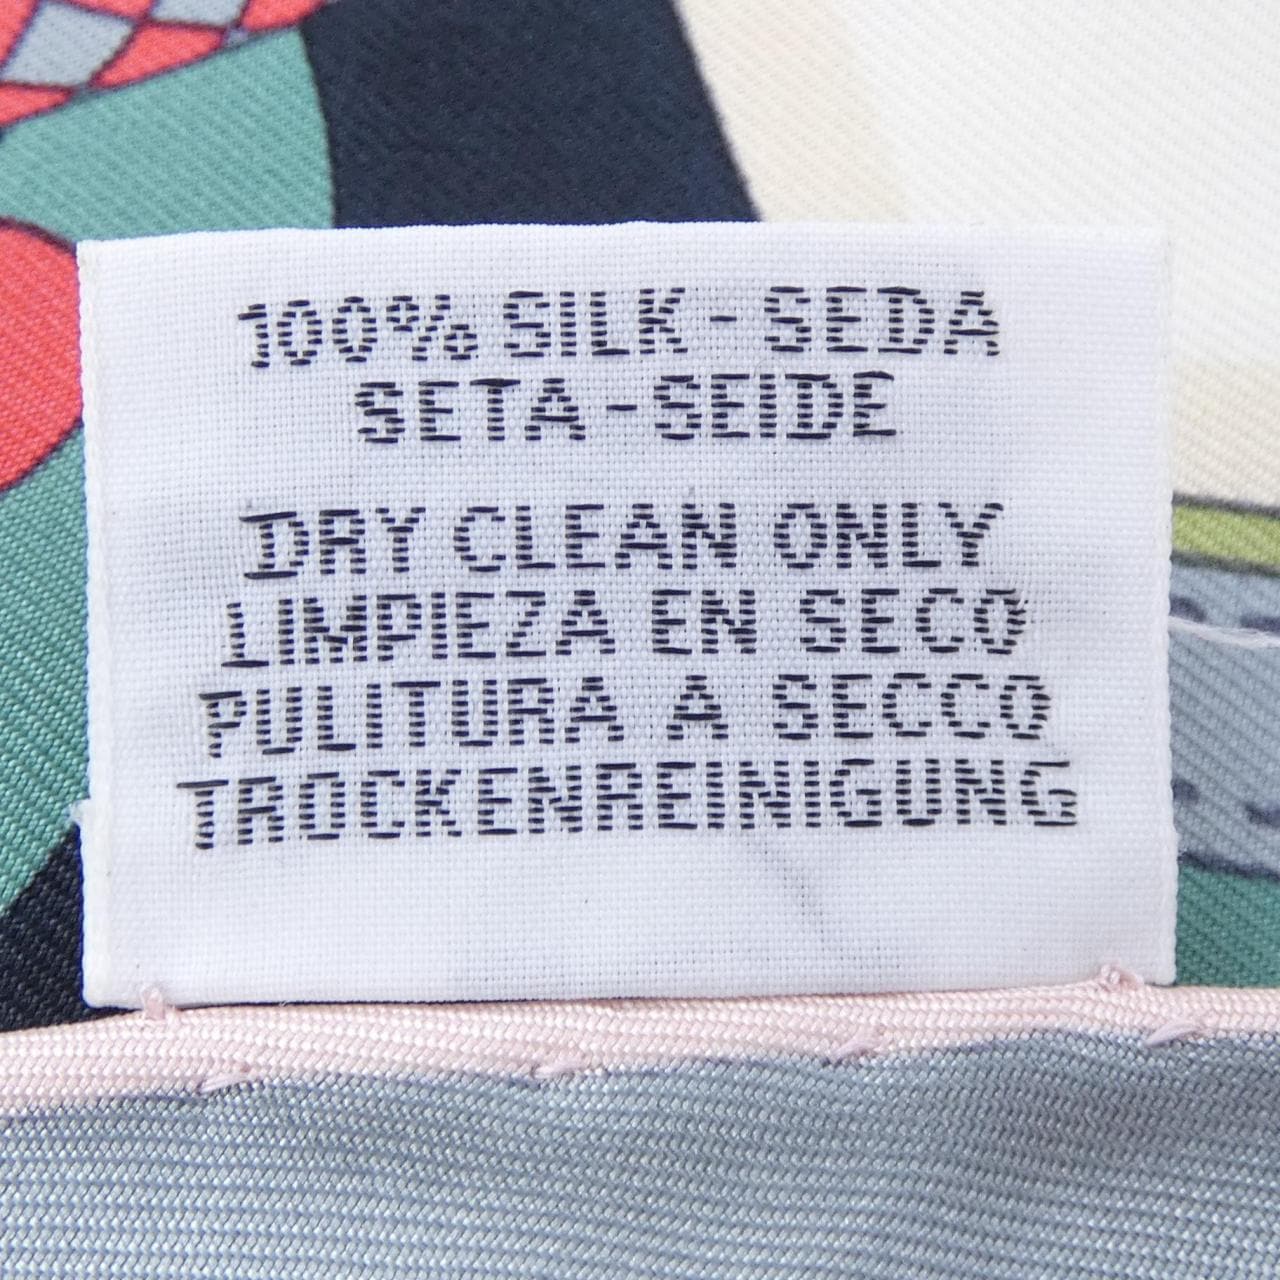 100% SILK - SEDA
SETA - SEIDE
DRY CLEAN ONLY
LIMPIEZA EN SECO
PULITURA A SECCO
TROCKENREINIGUNG